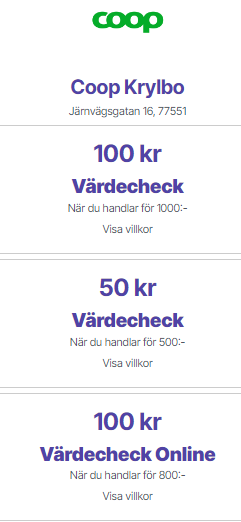 coop
Coop Krylbo
Järnvägsgatan 16, 77551
100 kr
Värdecheck
När du handlar för 1000:-
Visa villkor
50 kr
Värdecheck
När du handlar för 500:-
Visa villkor
100 kr
Värdecheck Online
När du handlar för 800:-
Visa villkor